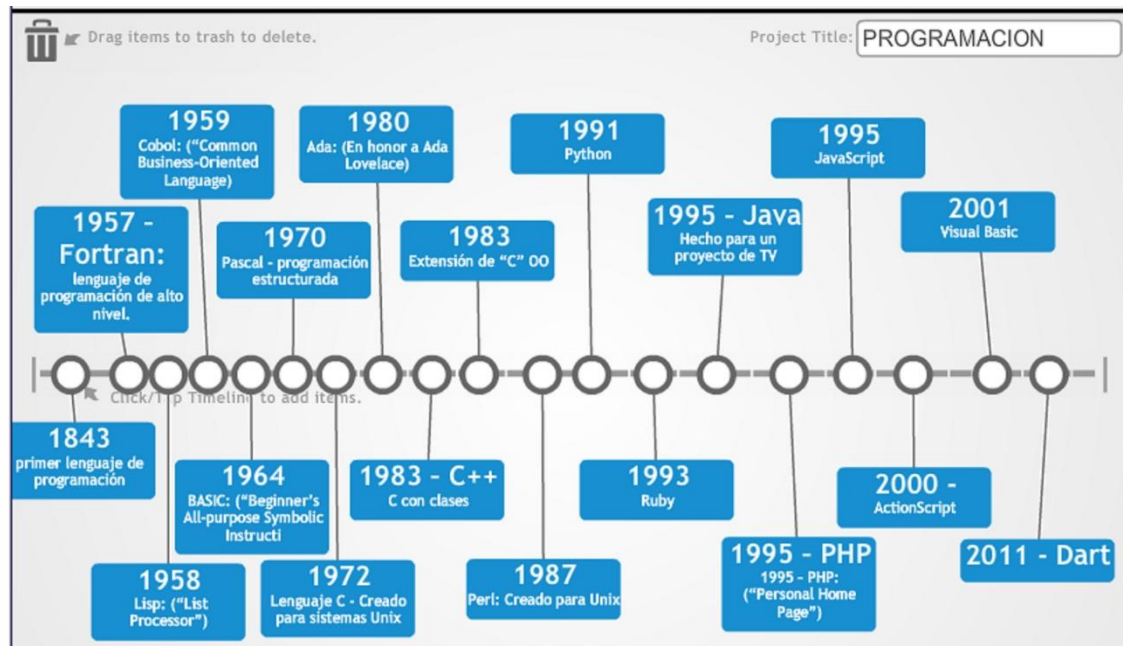 Drag items to trash to delete.
Project Title: PROGRAMACION
1959
Cobol: (“Common
Business-Oriented
Language)
1980
Ada: (En honor a Ada
Lovelace)
1991
Python
1995
JavaScript
1957 -
Fortran:
lenguaje de
programación de alto
nivel.
1970
Pascal - programación
estructurada
1983
Extensión de “C” OO
1995 - Java
Hecho para un
proyecto de TV
2001
Visual Basic
Click/Tap Timeline to add items.
1843
primer lenguaje de
programación
1964
BASIC: (“Beginner’s
All-purpose Symbolic
Instructi
1983 - C++
C con clases
1993
Ruby
2000 -
ActionScript
1958
Lisp: (“List
Processor”)
1972
Lenguaje C - Creado
para sistemas Unix
1987
Perl: Creado para Unix
1995 - PHP
1995 - PHP:
(“Personal Home
Page”)
2011 - Dart